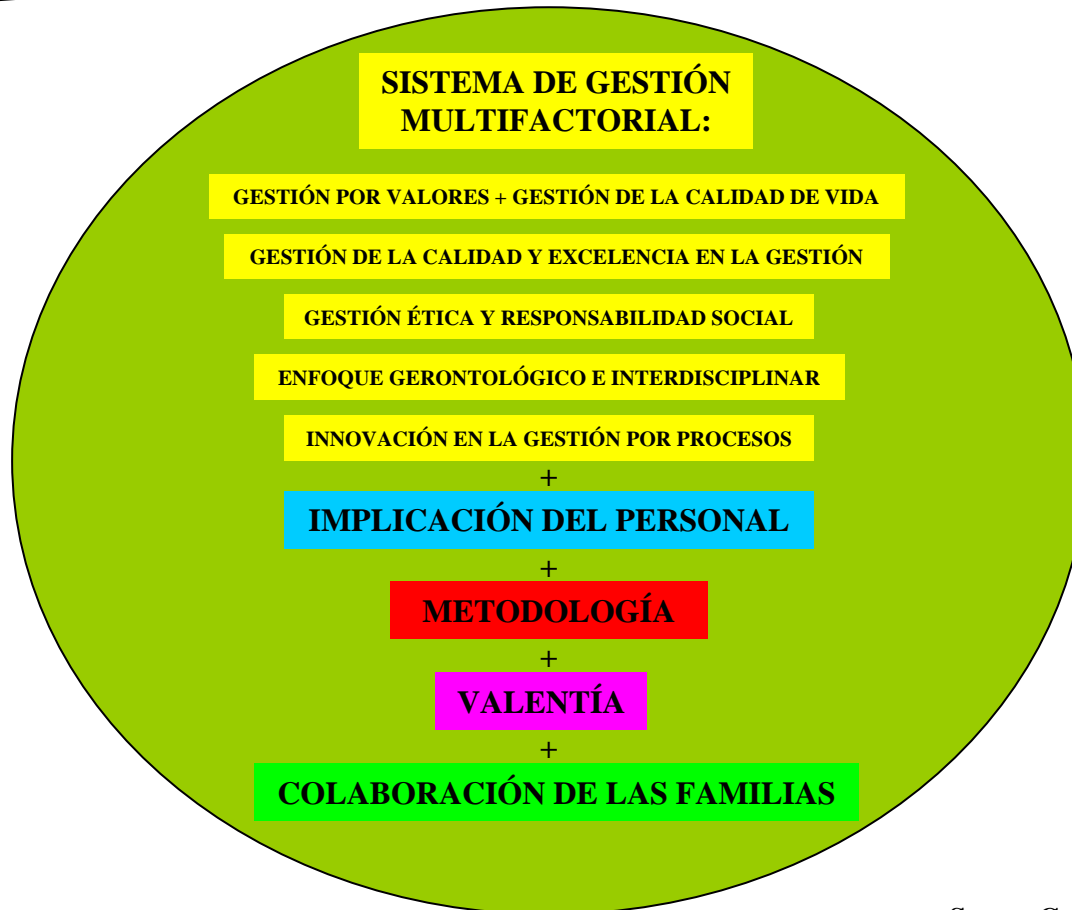 SISTEMA DE GESTIÓN
MULTIFACTORIAL:
GESTIÓN POR VALORES + GESTIÓN DE LA CALIDAD DE VIDA
GESTIÓN DE LA CALIDAD Y EXCELENCIA EN LA GESTIÓN
GESTIÓN ÉTICA Y RESPONSABILIDAD SOCIAL
ENFOQUE GERONTOLÓGICO E INTERDISCIPLINAR
INNOVACIÓN EN LA GESTIÓN POR PROCESOS
+
IMPLICACIÓN DEL PERSONAL
+
METODOLOGÍA
+
VALENTÍA
+
COLABORACIÓN DE LAS FAMILIAS